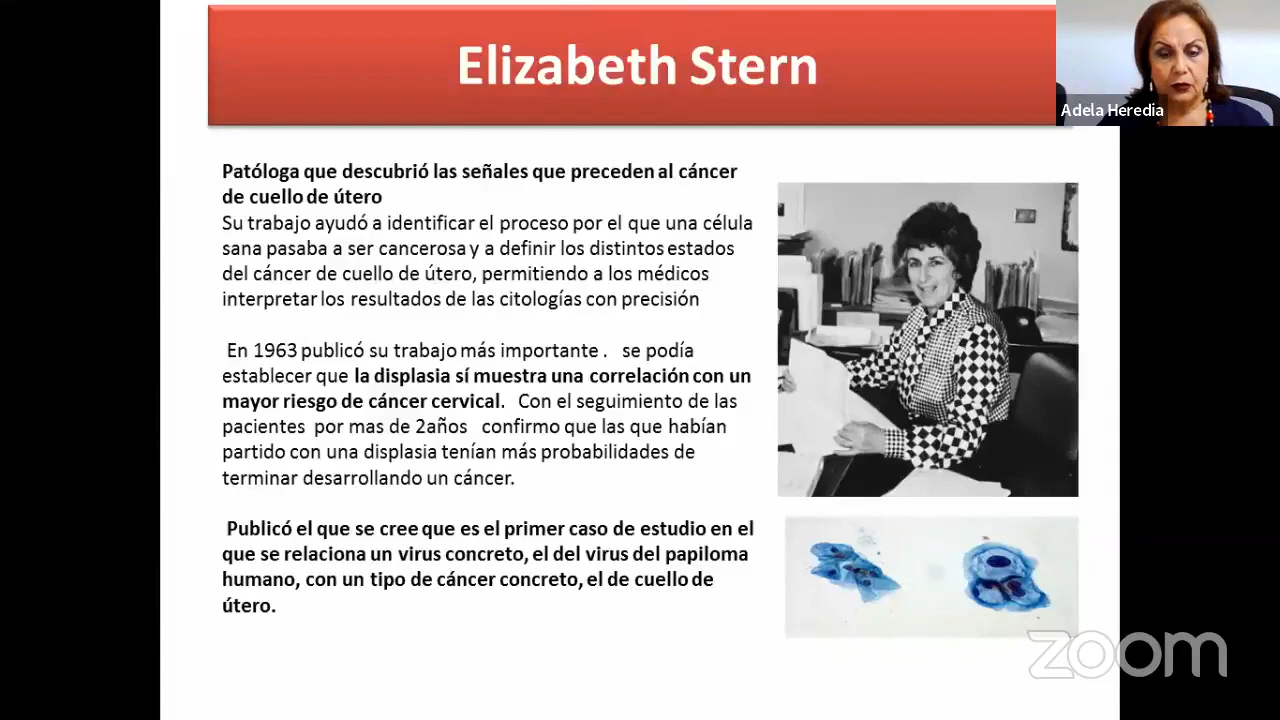 Elizabeth Stern
Adela Heredia
Patóloga que descubrió las señales que preceden al cáncer
de cuello de útero
Su trabajo ayudó a identificar el proceso por el que una célula
sana pasaba a ser cancerosa y a definir los distintos estados
del cáncer de cuello de útero, permitiendo a los médicos
interpretar los resultados de las citologías con precisión
En 1963 publicó su trabajo más importante . se podía
establecer que la displasia sí muestra una correlación con un
mayor riesgo de cáncer cervical. Con el seguimiento de las
pacientes por mas de 2años confirmo que las que habían
partido con una displasia tenían más probabilidades de
terminar desarrollando un cáncer.
Publicó el que se cree que es el primer caso de estudio en el
que se relaciona un virus concreto, el del virus del papiloma
humano, con un tipo de cáncer concreto, el de cuello de
útero.
zoom